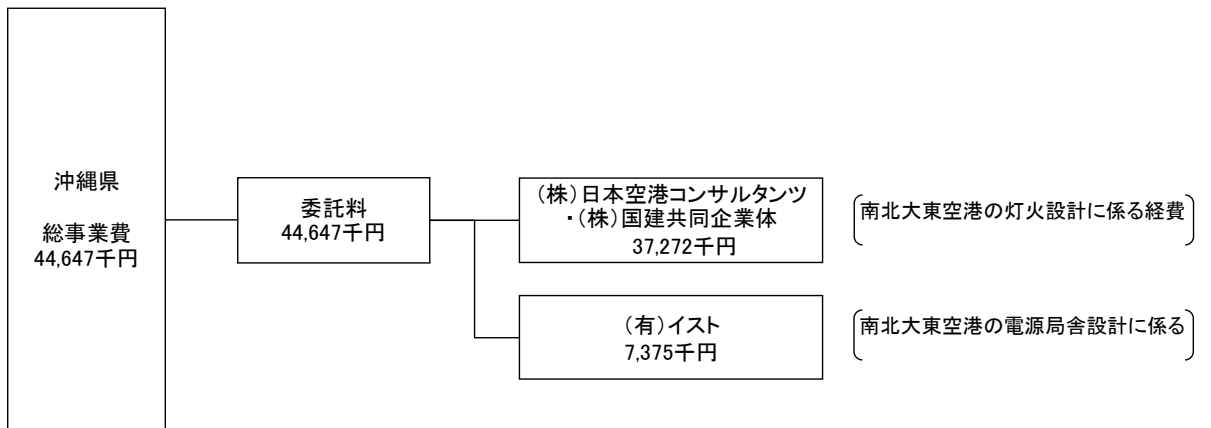 沖縄県
総事業費
44,647千円
委託料
44,647千円
（株）日本空港コンサルタンツ
・（株）国建共同企業体
37,272千円
南北大東空港の灯火設計に係る経費
（有）イスト
7,375千円
南北大東空港の電源局舎設計に係る